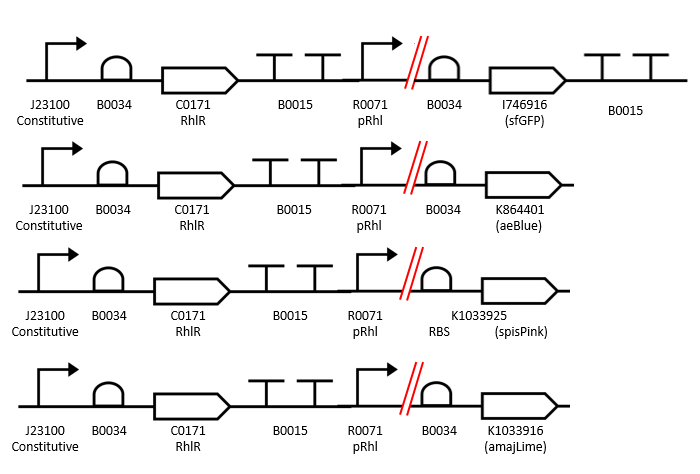 J23100 B0034 C0171 B0015 R0071 B0034 I746916 B0015
Constitutive RhlR pRhl (sfGFP)
J23100 B0034 C0171 B0015 R0071 B0034 K864401
Constitutive RhlR pRhl (aeBlue)
J23100 B0034 C0171 B0015 R0071 K1033925
Constitutive RhlR pRhl RBS (spisPink)
J23100 B0034 C0171 B0015 R0071 B0034 K1033916
Constitutive RhlR pRhl (amajLime)